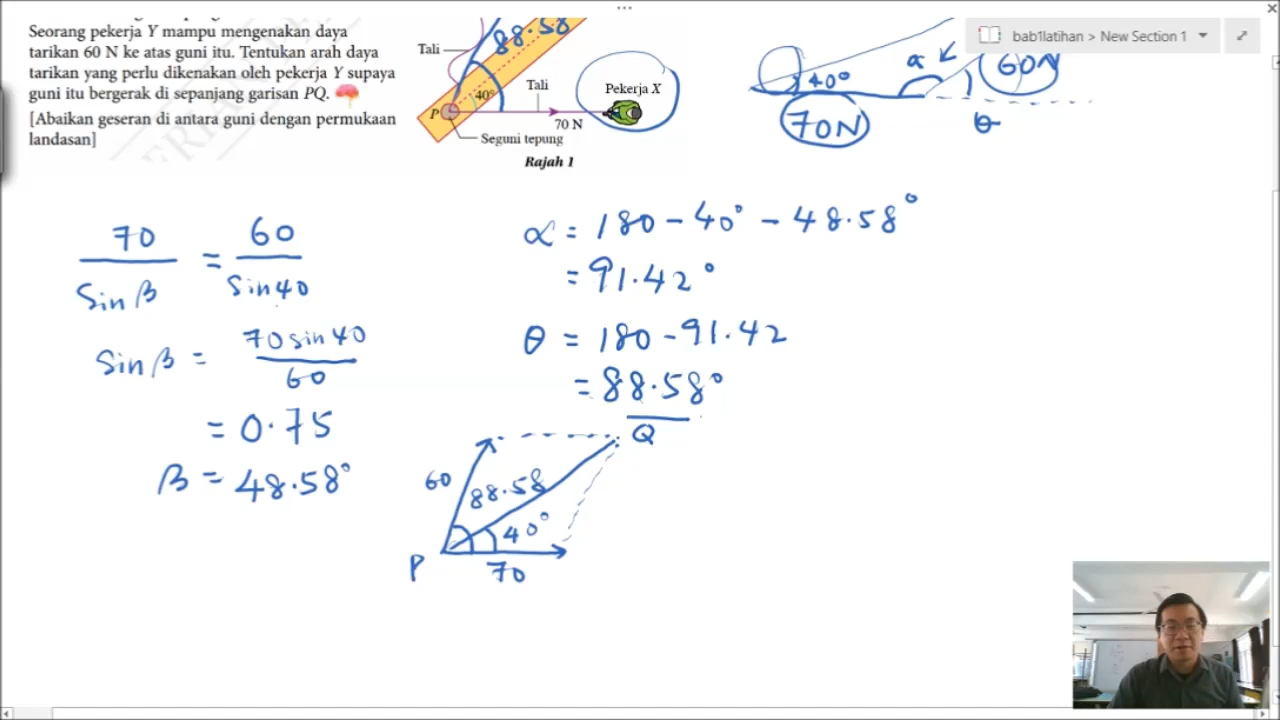 Seorang pekerja Y mampu mengenakan daya
tarikan 60 N ke atas guni itu. Tentukan arah daya
tarikan yang perlu dikenakan oleh pekerja Y supaya
guni itu bergerak di sepanjang garisan PQ.
[Abaikan geseran di antara guni dengan permukaan
landasan]
88.58
Tali
Tali
Pekerja X
40°
P
70 N
Seguni tepung
Rajah 1
bab1latihan > New Section 1
α
60N
40°
70N
θ
70/Sin β = 60/Sin 40
Sin β = 70 sin 40/60
= 0.75
β = 48.58°
α = 180 - 40° - 48.58°
= 91.42°
θ = 180 - 91.42
= 88.58°
Q
60
88.58
40°
P
70